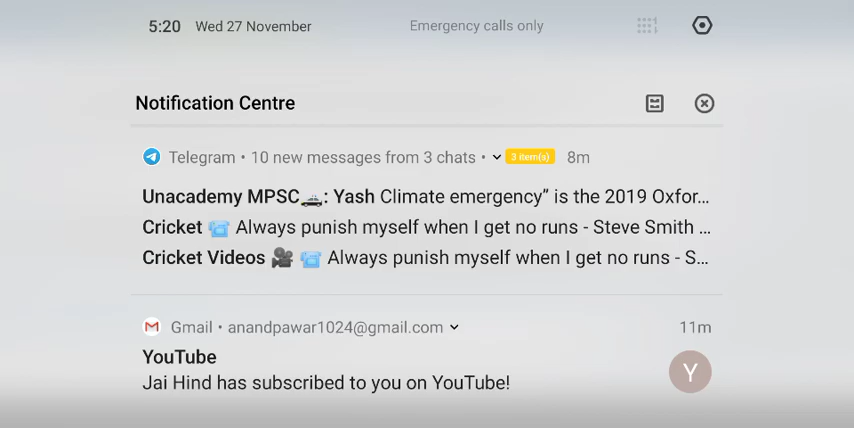 5:20 Wed 27 November Emergency calls only
Notification Centre
Telegram • 10 new messages from 3 chats • 3 item(s) 8m
Unacademy MPSC🚓: Yash Climate emergency” is the 2019 Oxfor...
Cricket 👕 Always punish myself when I get no runs - Steve Smith ...
Cricket Videos 🎥 👕 Always punish myself when I get no runs - S...
Gmail • anandpawar1024@gmail.com 11m
YouTube
Jai Hind has subscribed to you on YouTube!
Y